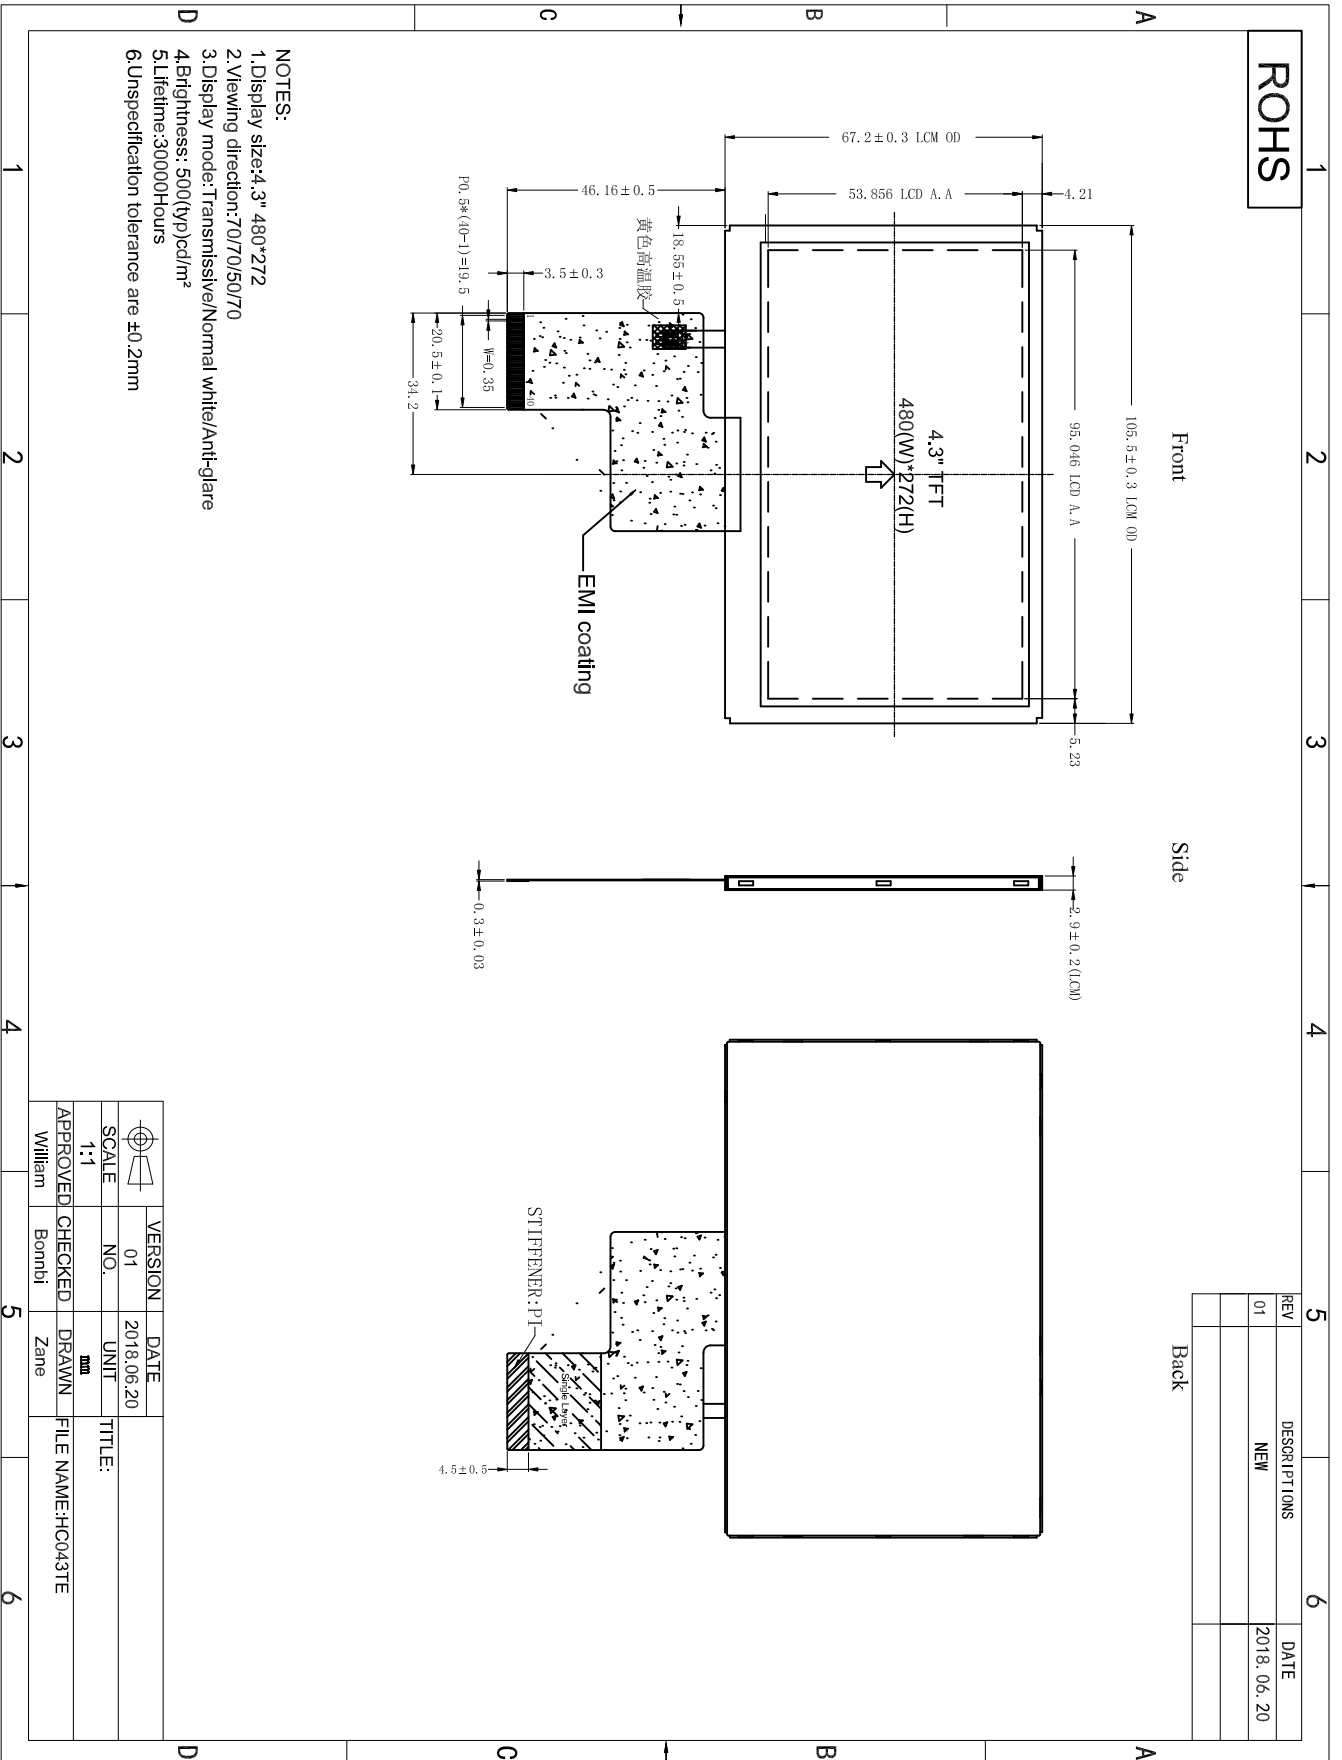 1
2
3
4
5
6
A
B
C
D
ROHS
REV
DESCRIPTIONS
DATE
01
NEW
2018.06.20
Front
Side
Back
105.5±0.3 LCM OD
95.046 LCD A.A
5.23
4.21
67.2±0.3 LCM OD
53.856 LCD A.A
4.3" TFT
480(W)*272(H)
46.16±0.5
18.55±0.5
黄色高温胶
3.5±0.3
1
40
W=0.35
P0.5*(40-1)=19.5
20.5±0.1
34.2
EMI coating
2.9±0.2(LCM)
0.3±0.03
STIFFENER:PI
Single Layer
4.5±0.5
NOTES:
1.Display size:4.3" 480*272
2.Viewing direction:70/70/50/70
3.Display mode:Transmissive/Normal white/Anti-glare
4.Brightness: 500(typ)cd/m²
5.Lifetime:30000Hours
6.Unspecification tolerance are ±0.2mm
VERSION
DATE
01
2018.06.20
SCALE
NO.
UNIT
TITLE:
1:1
mm
APPROVED
CHECKED
DRAWN
FILE NAME:HC043TE
William
Bonnbi
Zane
A
B
C
D
1
2
3
4
5
6